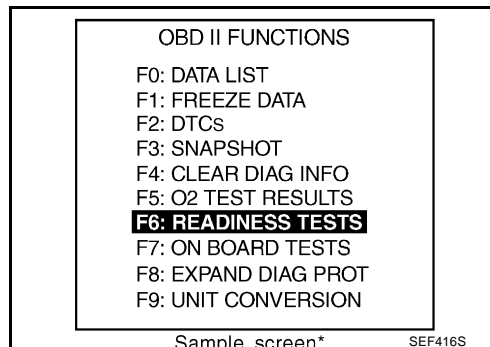 OBD II FUNCTIONS
F0: DATA LIST
F1: FREEZE DATA
F2: DTCs
F3: SNAPSHOT
F4: CLEAR DIAG INFO
F5: O2 TEST RESULTS
F6: READINESS TESTS
F7: ON BOARD TESTS
F8: EXPAND DIAG PROT
F9: UNIT CONVERSION
Sample screen*
SEF416S